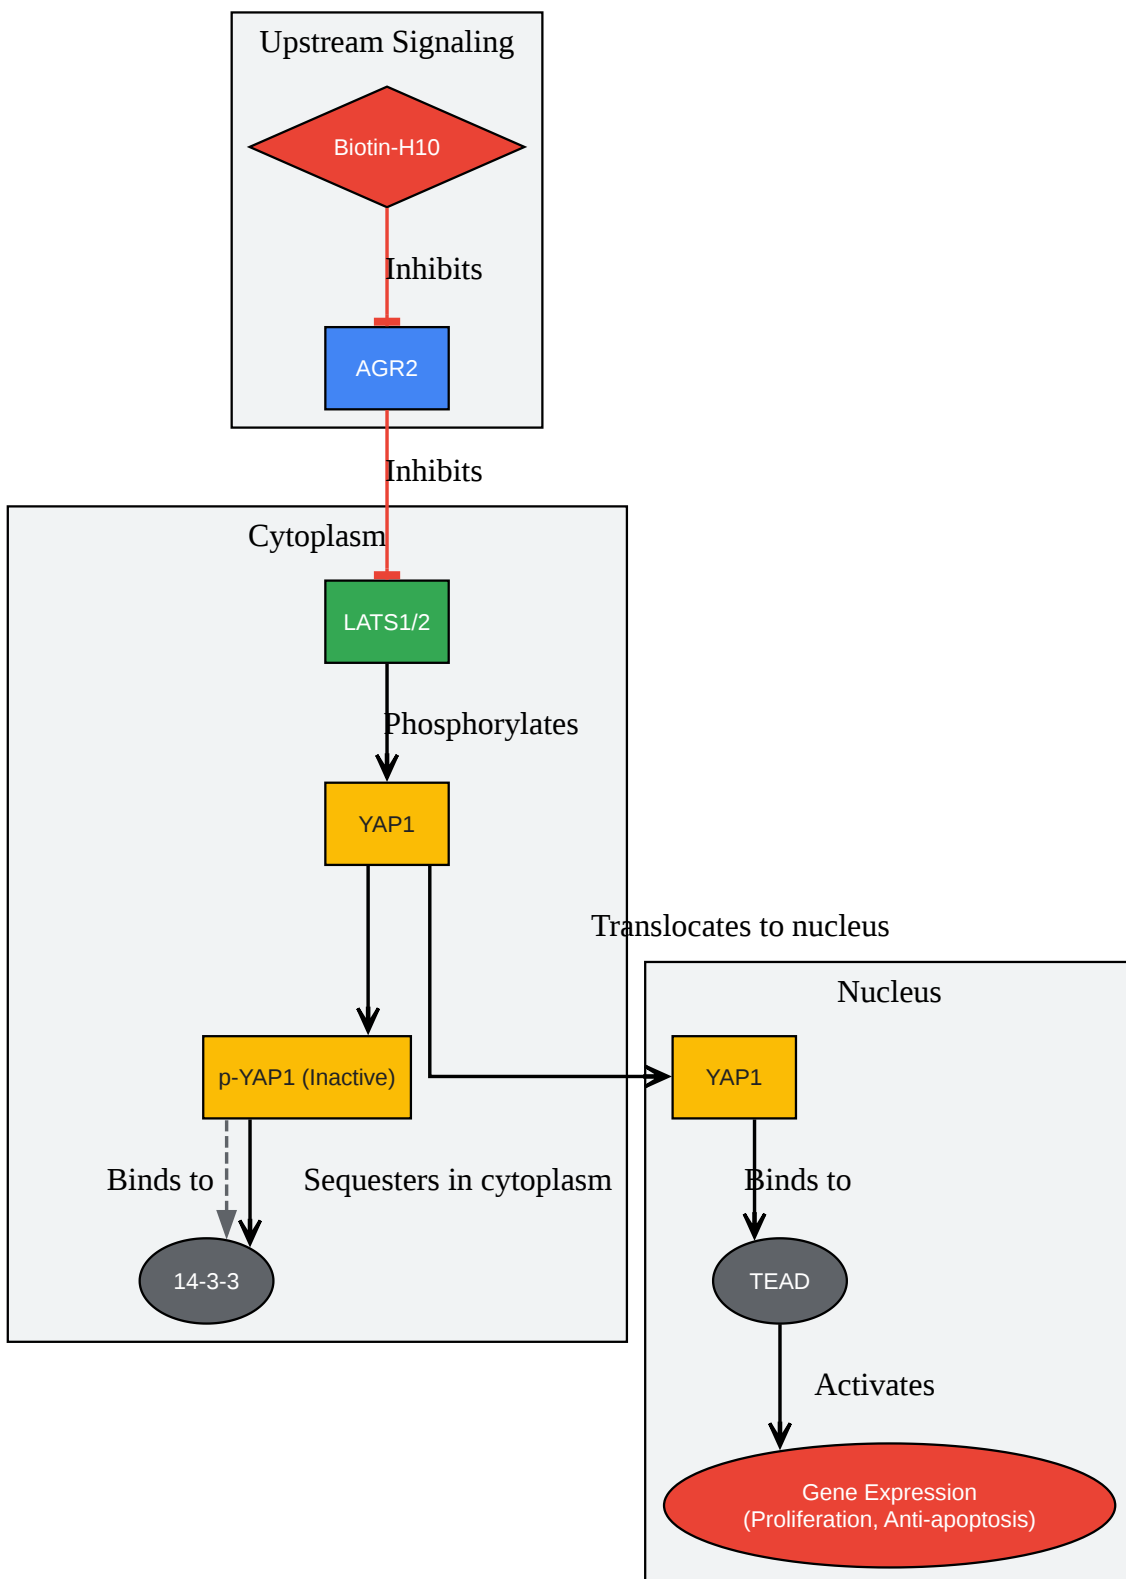 Upstream Signaling
Biotin-H10
Inhibits
AGR2
Inhibits
Cytoplasm
LATS1/2
Phosphorylates
YAP1
Translocates to nucleus
Nucleus
p-YAP1 (Inactive)
YAP1
Binds to
Sequesters in cytoplasm
Binds to
14-3-3
TEAD
Activates
Gene Expression
(Proliferation, Anti-apoptosis)